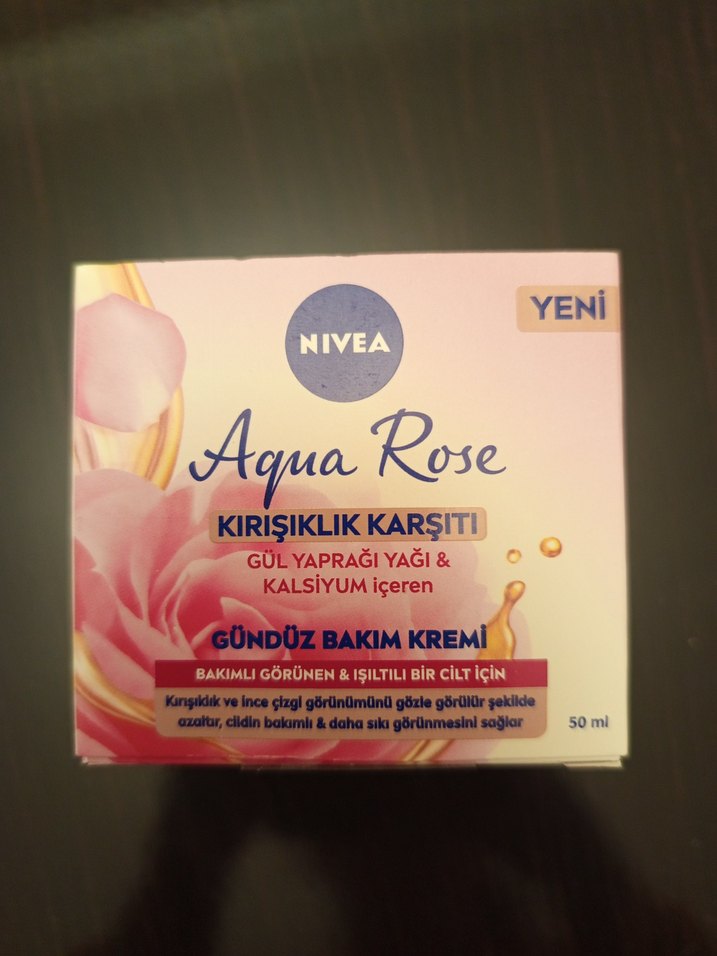 NIVEA
YENİ
Aqua Rose
KIRIŞIKLIK KARŞITI
GÜL YAPRAĞI YAĞI &
KALSİYUM içeren
GÜNDÜZ BAKIM KREMİ
BAKIMLI GÖRÜNEN & IŞILTILI BİR CİLT İÇİN
Kırışıklık ve ince çizgi görünümünü gözle görülür şekilde
azaltır, cildin bakımlı & daha sıkı görünmesini sağlar
50 ml